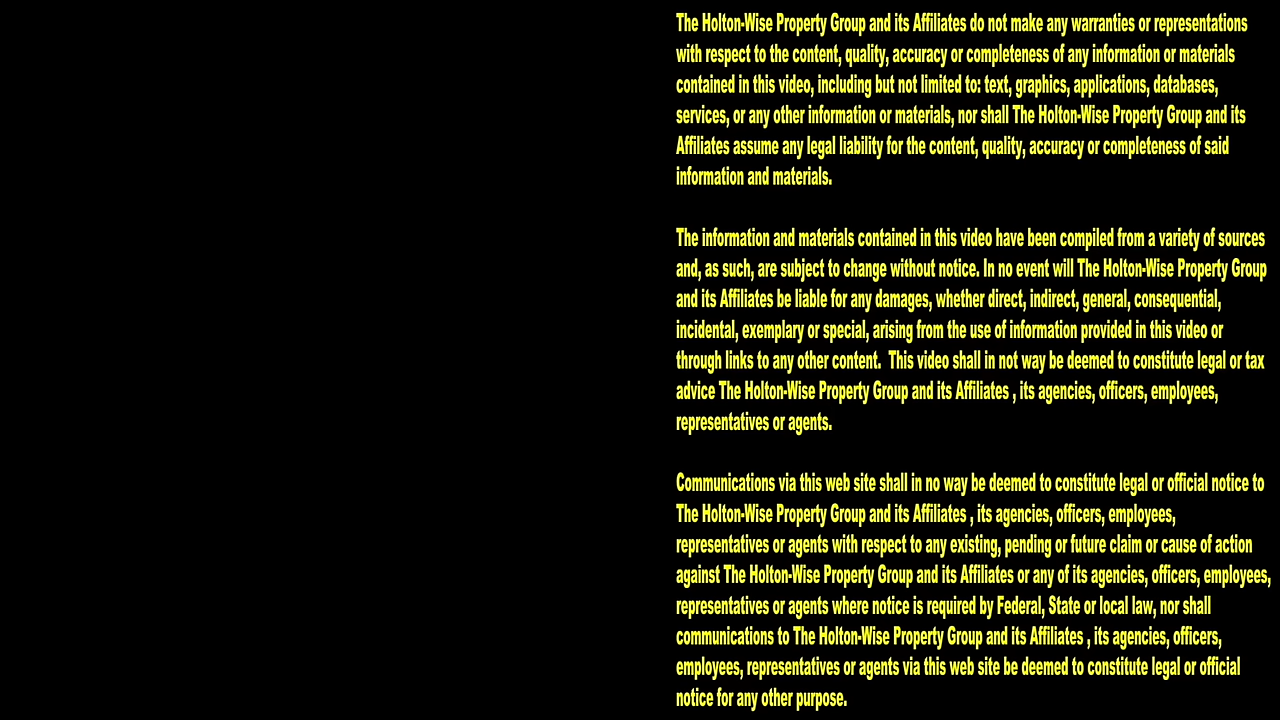 The Holton-Wise Property Group and its Affiliates do not make any warranties or representations
with respect to the content, quality, accuracy or completeness of any information or materials
contained in this video, including but not limited to: text, graphics, applications, databases,
services, or any other information or materials, nor shall The Holton-Wise Property Group and its
Affiliates assume any legal liability for the content, quality, accuracy or completeness of said
information and materials.
The information and materials contained in this video have been compiled from a variety of sources
and, as such, are subject to change without notice. In no event will The Holton-Wise Property Group
and its Affiliates be liable for any damages, whether direct, indirect, general, consequential,
incidental, exemplary or special, arising from the use of information provided in this video or
through links to any other content.  This video shall in not way be deemed to constitute legal or tax
advice The Holton-Wise Property Group and its Affiliates , its agencies, officers, employees,
representatives or agents.
Communications via this web site shall in no way be deemed to constitute legal or official notice to
The Holton-Wise Property Group and its Affiliates , its agencies, officers, employees,
representatives or agents with respect to any existing, pending or future claim or cause of action
against The Holton-Wise Property Group and its Affiliates or any of its agencies, officers, employees,
representatives or agents where notice is required by Federal, State or local law, nor shall
communications to The Holton-Wise Property Group and its Affiliates , its agencies, officers,
employees, representatives or agents via this web site be deemed to constitute legal or official
notice for any other purpose.